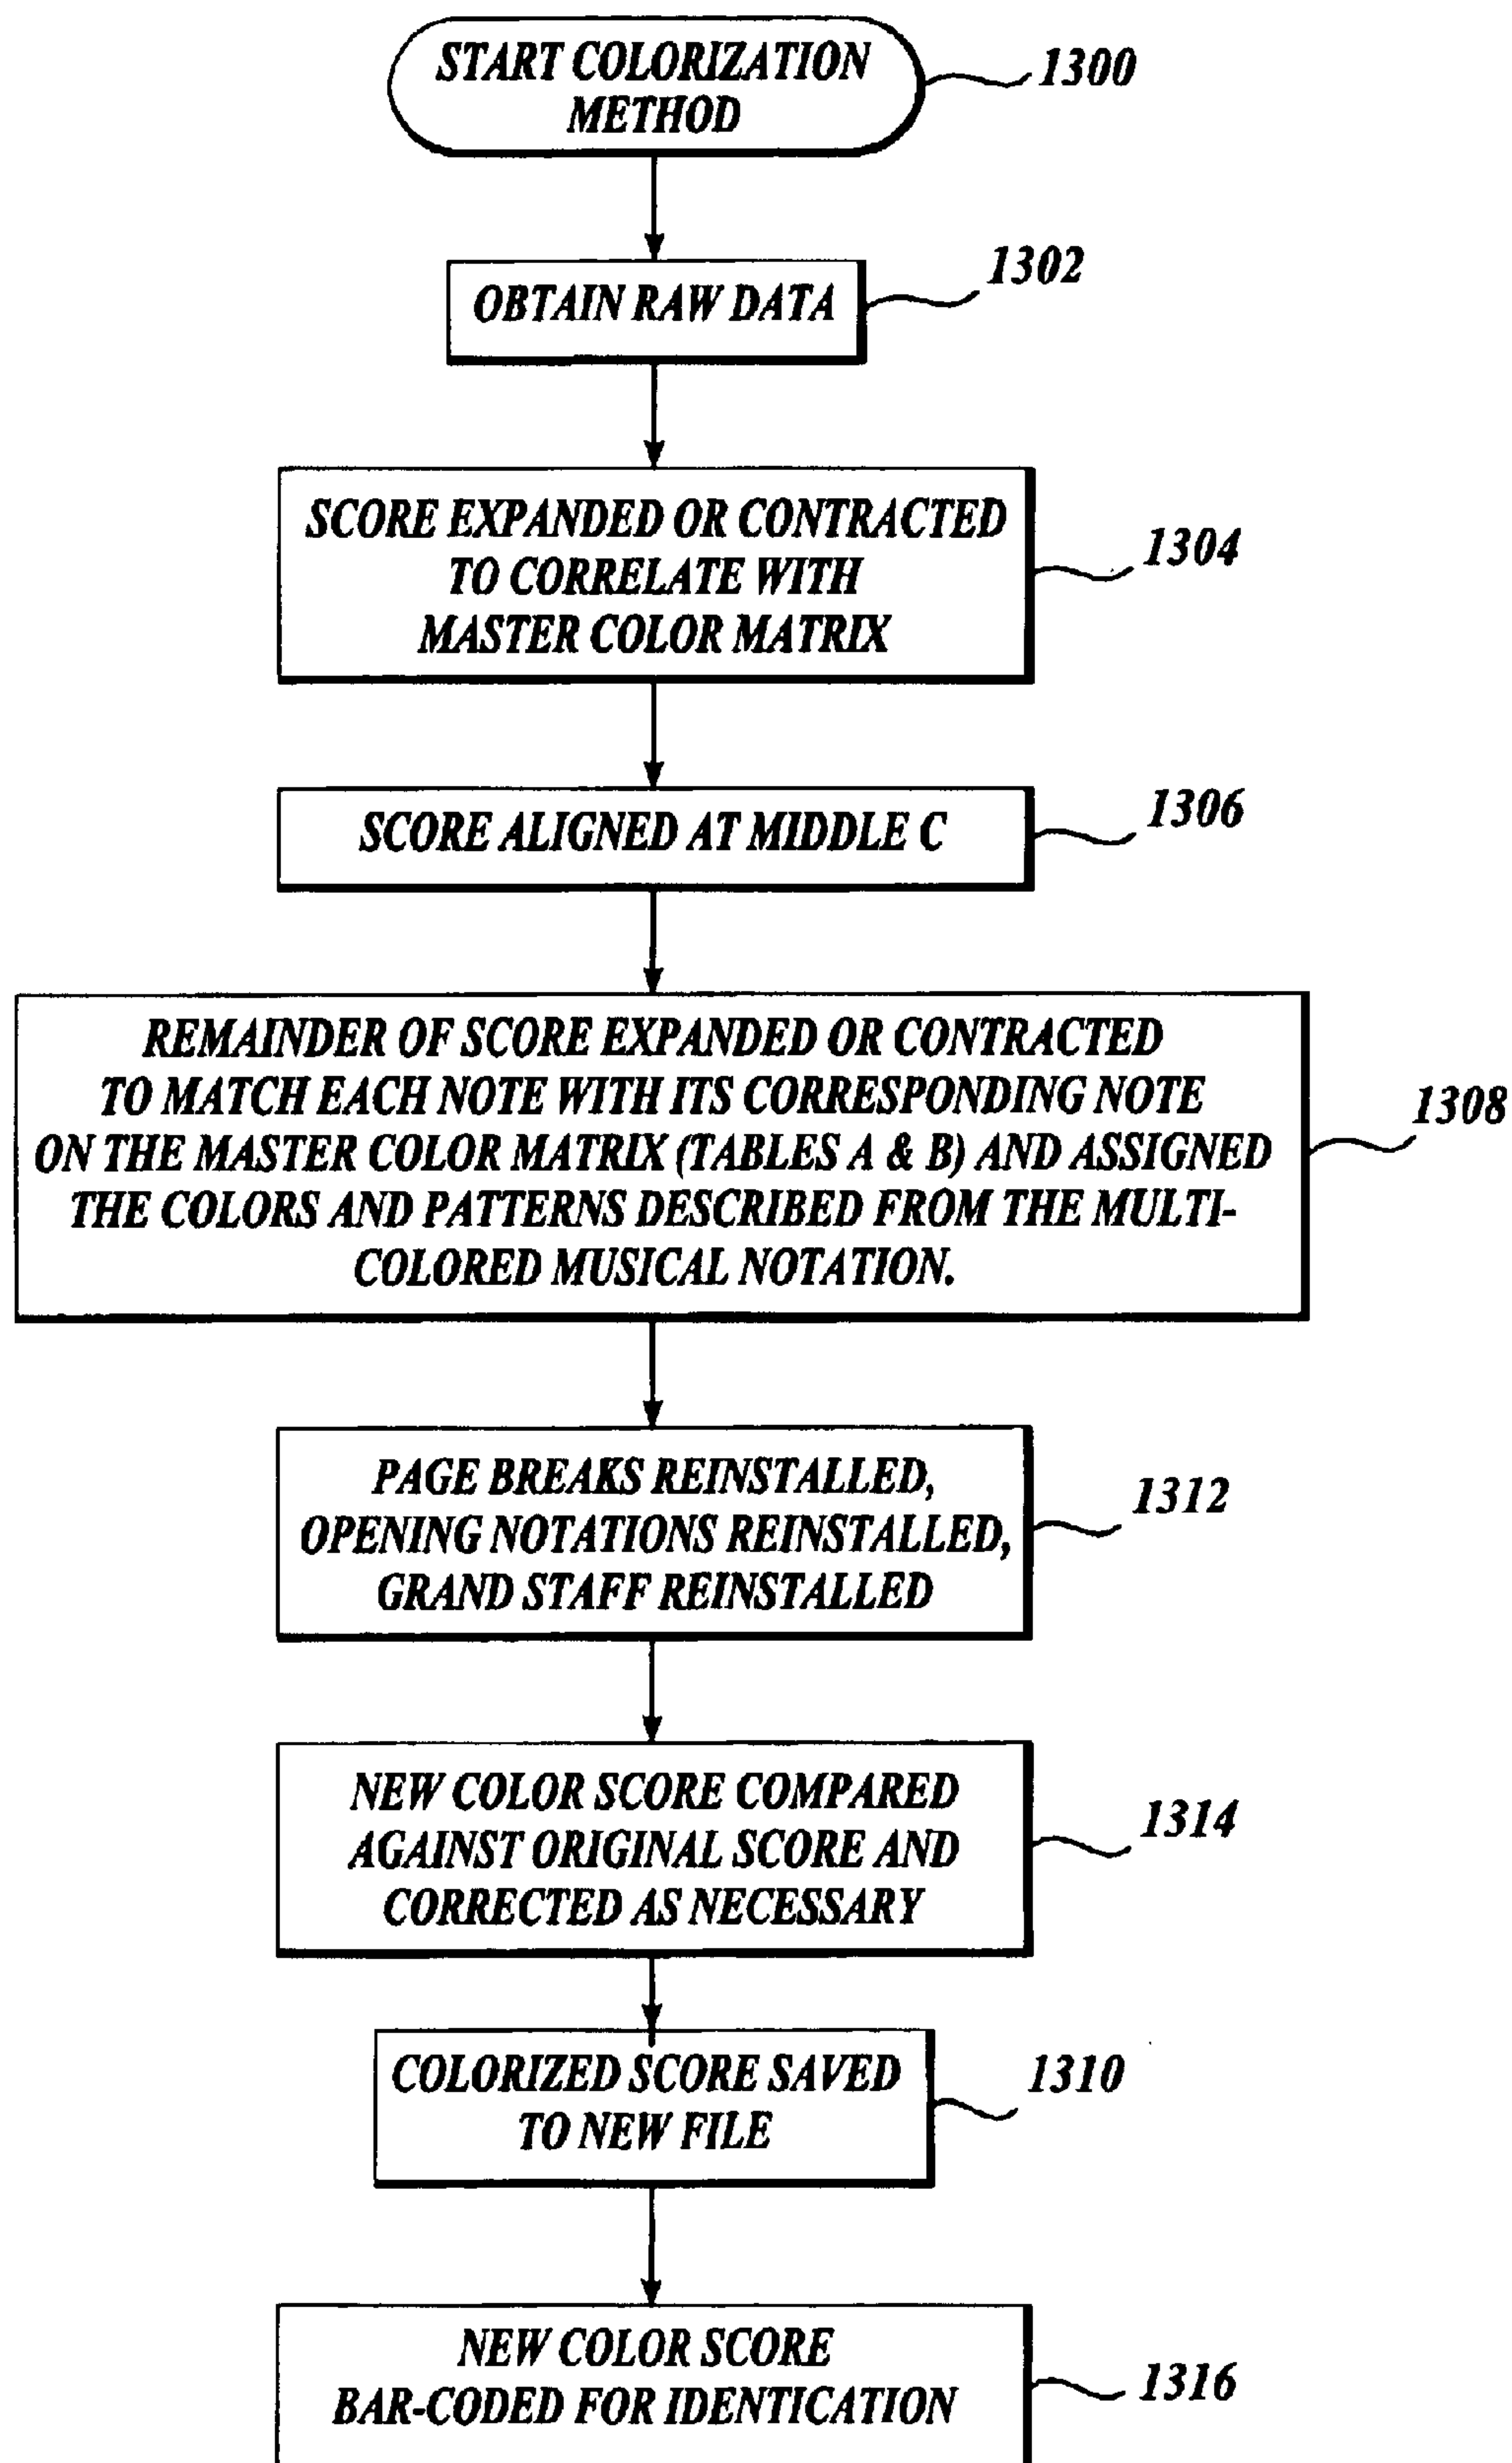 START COLORIZATION
METHOD
1300
OBTAIN RAW DATA
1302
SCORE EXPANDED OR CONTRACTED
TO CORRELATE WITH
MASTER COLOR MATRIX
1304
SCORE ALIGNED AT MIDDLE C
1306
REMAINDER OF SCORE EXPANDED OR CONTRACTED
TO MATCH EACH NOTE WITH ITS CORRESPONDING NOTE
ON THE MASTER COLOR MATRIX (TABLES A & B) AND ASSIGNED
THE COLORS AND PATTERNS DESCRIBED FROM THE MULTI-
COLORED MUSICAL NOTATION.
1308
PAGE BREAKS REINSTALLED,
OPENING NOTATIONS REINSTALLED,
GRAND STAFF REINSTALLED
1312
NEW COLOR SCORE COMPARED
AGAINST ORIGINAL SCORE AND
CORRECTED AS NECESSARY
1314
COLORIZED SCORE SAVED
TO NEW FILE
1310
NEW COLOR SCORE
BAR-CODED FOR IDENTICATION
1316